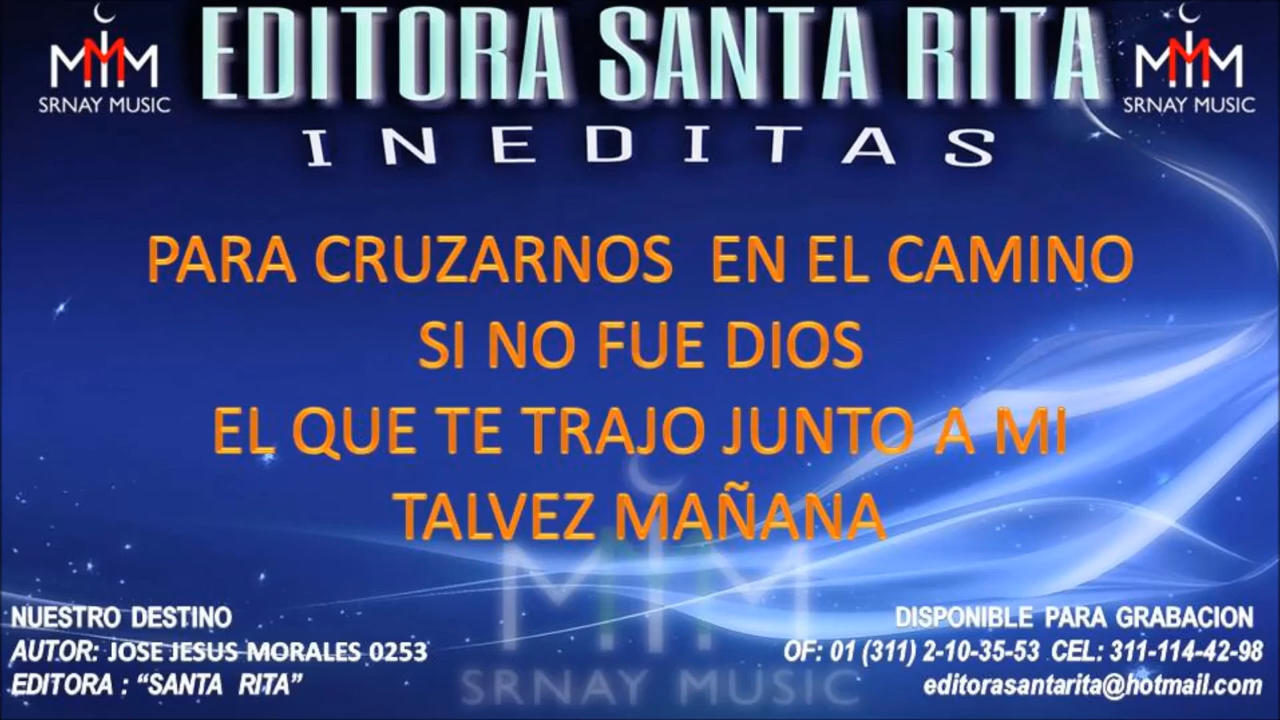 EDITORA SANTA RITA
SRNAY MUSIC
SRNAY MUSIC
INEDITAS
PARA CRUZARNOS EN EL CAMINO
SI NO FUE DIOS
EL QUE TE TRAJO JUNTO A MI
TALVEZ MAÑANA
NUESTRO DESTINO
AUTOR: JOSE JESUS MORALES 0253
EDITORA : “SANTA RITA”
DISPONIBLE PARA GRABACION
OF: 01 (311) 2-10-35-53 CEL: 311-114-42-98
editorasantarita@hotmail.com
SRNAY MUSIC